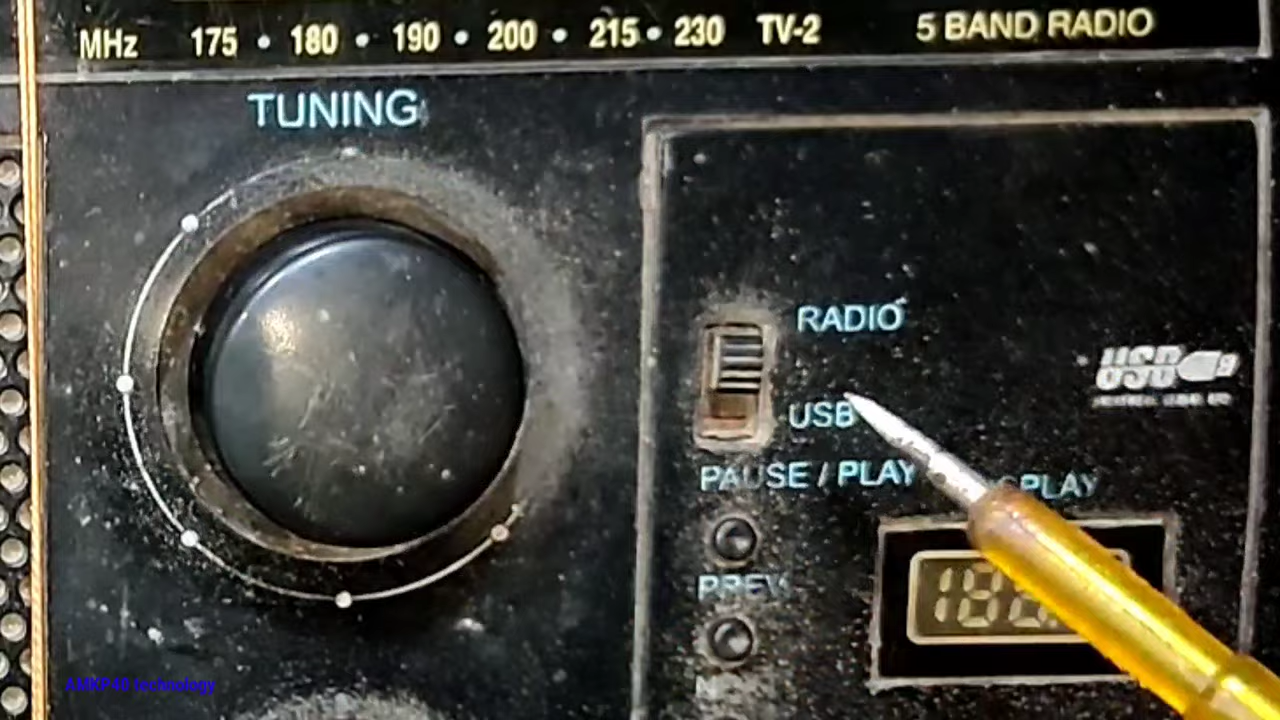 MHz 175 • 180 • 190 • 200 • 215 • 230 TV-2 5 BAND RADIO
TUNING
RADIO
USB
USB
PAUSE / PLAY
PREV
AMKP46 technology